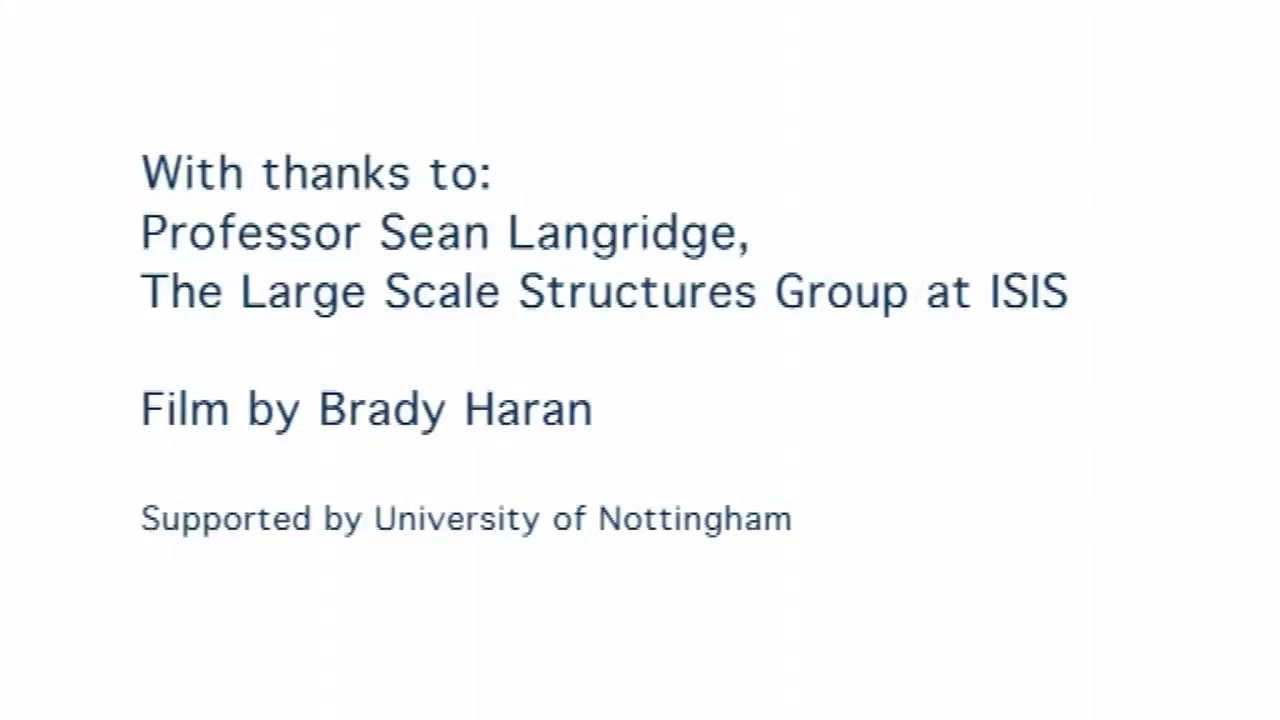 With thanks to:
Professor Sean Langridge,
The Large Scale Structures Group at ISIS
Film by Brady Haran
Supported by University of Nottingham